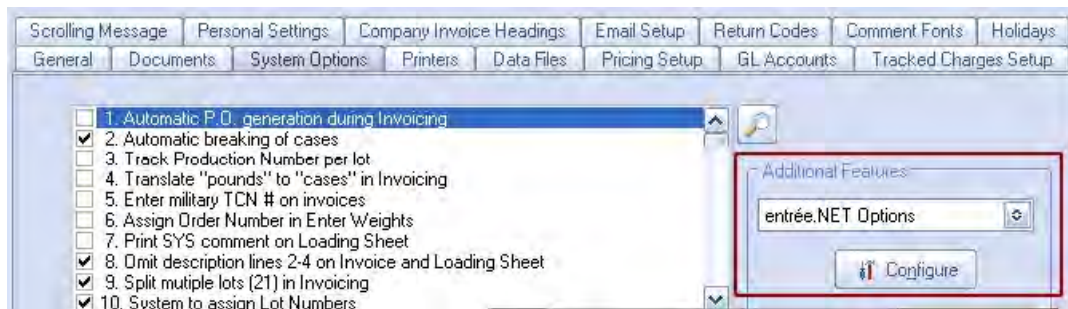 Scrolling Message Personal Settings Company Invoice Headings Email Setup Return Codes Comment Fonts Holidays
General Documents System Options Printers Data Files Pricing Setup GL Accounts Tracked Charges Setup
1. Automatic P.O. generation during Invoicing
2. Automatic breaking of cases
3. Track Production Number per lot
4. Translate "pounds" to "cases" in Invoicing
5. Enter military TCN # on invoices
6. Assign Order Number in Enter Weights
7. Print SYS comment on Loading Sheet
8. Omit description lines 2-4 on Invoice and Loading Sheet
9. Split mutiple lots (21) in Invoicing
10. System to assign Lot Numbers
Additional Features
entrée.NET Options
Configure